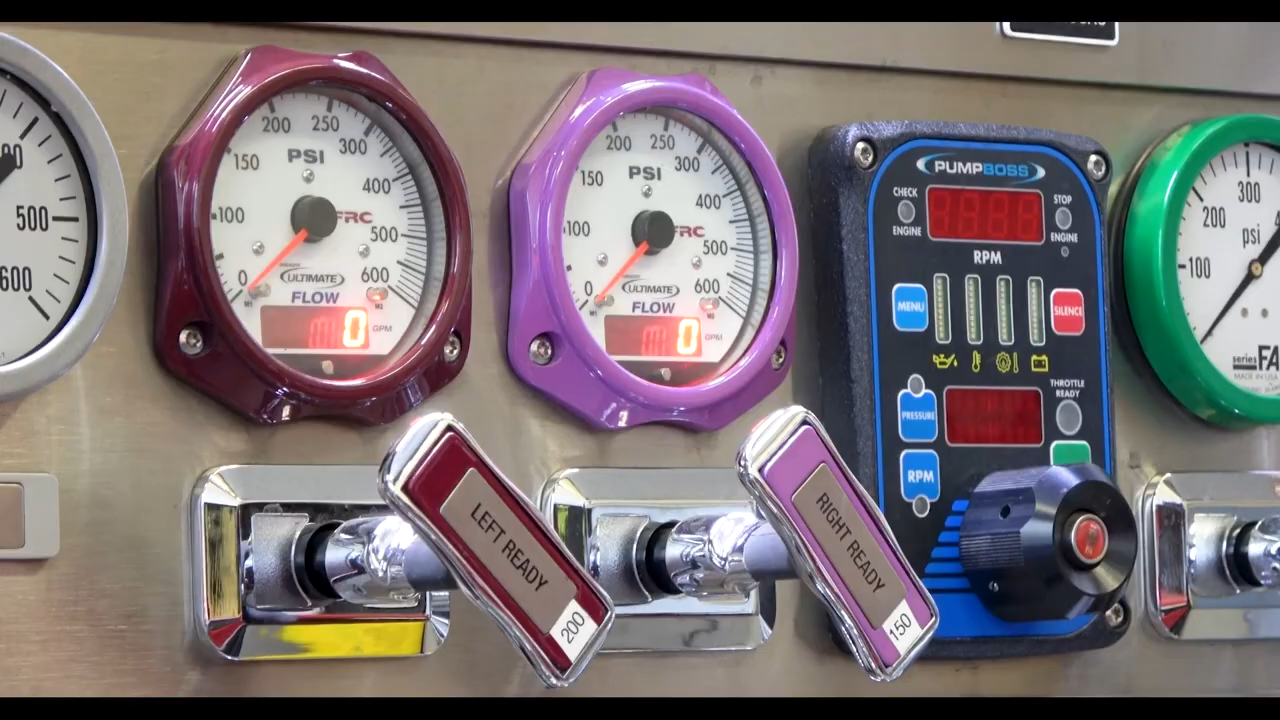 500
600
200
250
150
300
PSI
400
100
FRC
500
0
600
ULTIMATE
FLOW
0
GPM
200
250
150
300
PSI
400
100
FRC
500
0
600
ULTIMATE
FLOW
0
GPM
PUMPBOSS
CHECK
ENGINE
STOP
ENGINE
RPM
MENU
SILENCE
PRESSURE
THROTTLE
READY
RPM
300
200
psi
100
series FA
MADE IN USA
LEFT READY
200
RIGHT READY
150